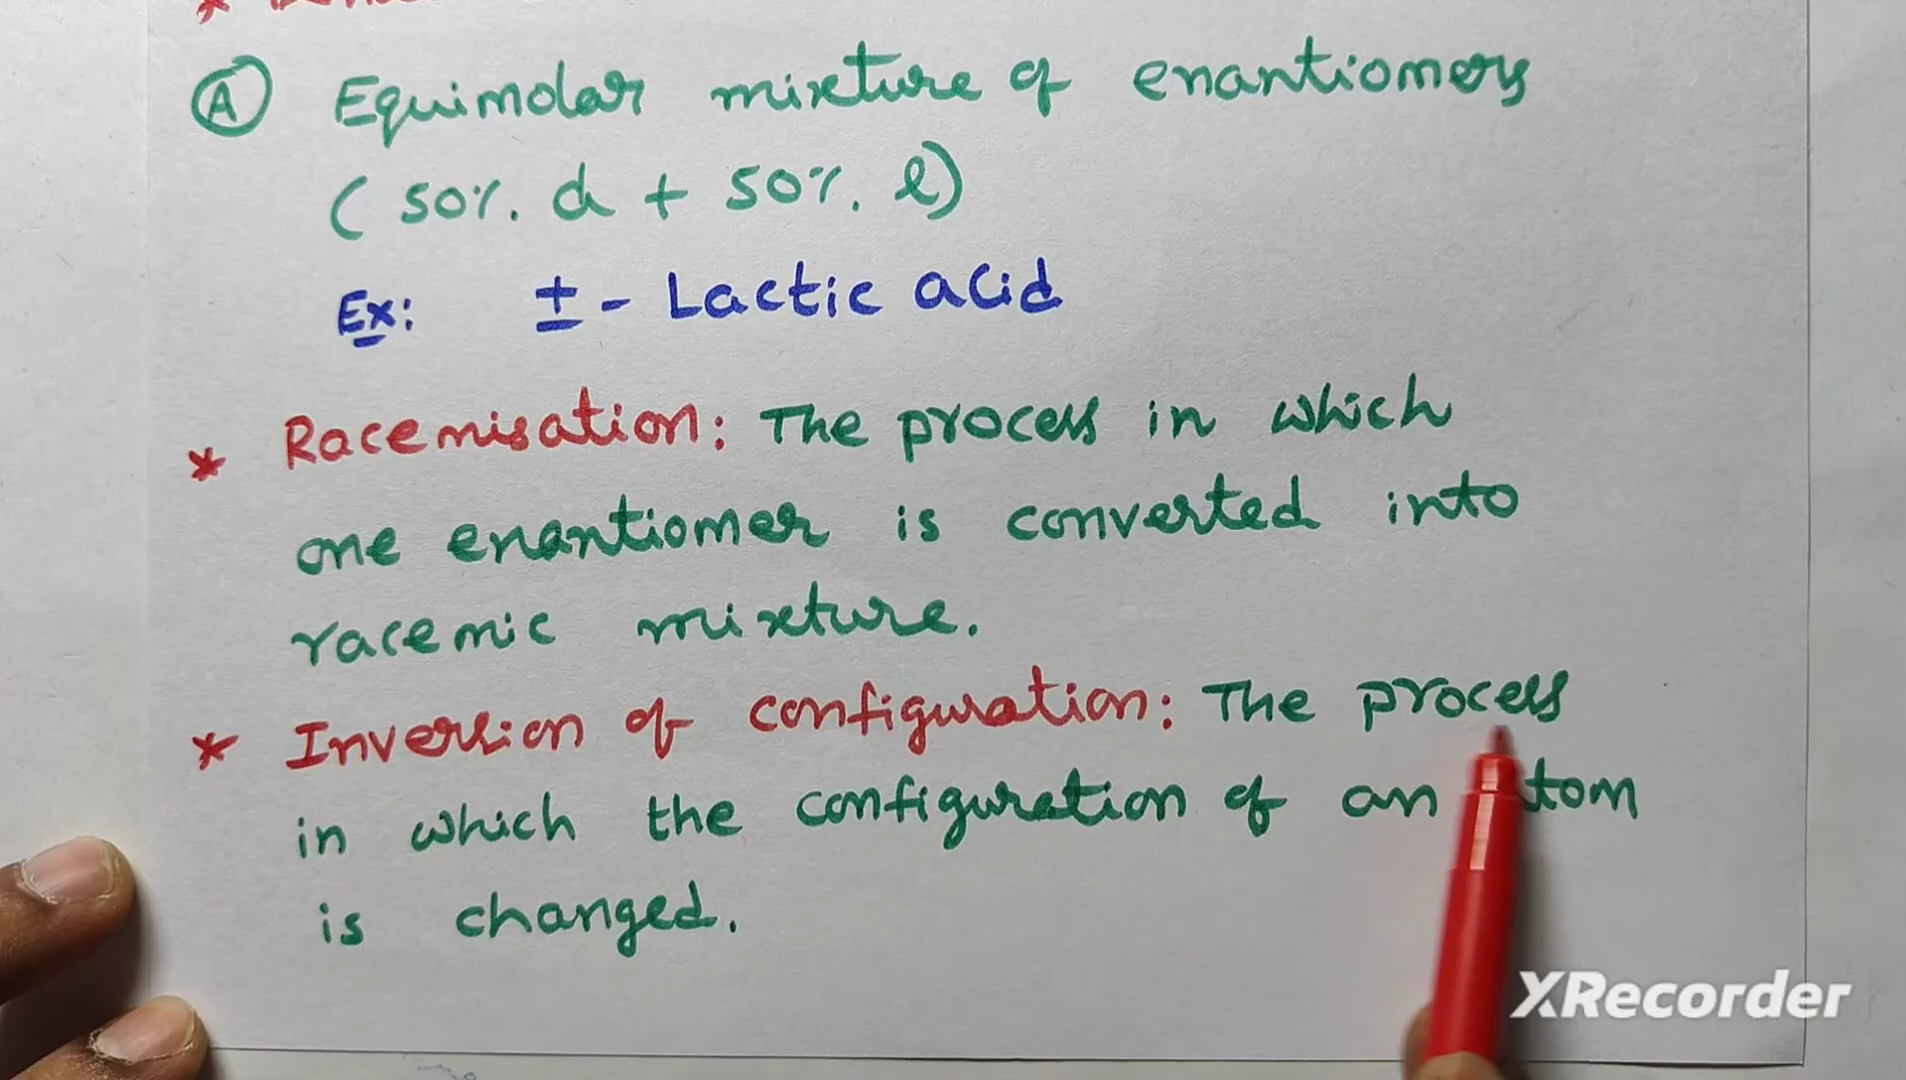 Ⓐ Equimolar mixture of enantiomers
(50%. d + 50%. l)
Ex: ± - Lactic acid
* Racemisation: The process in which
one enantiomer is converted into
racemic mixture.
* Inversion of configuration: The process
in which the configuration of an
is changed.
XRecorder